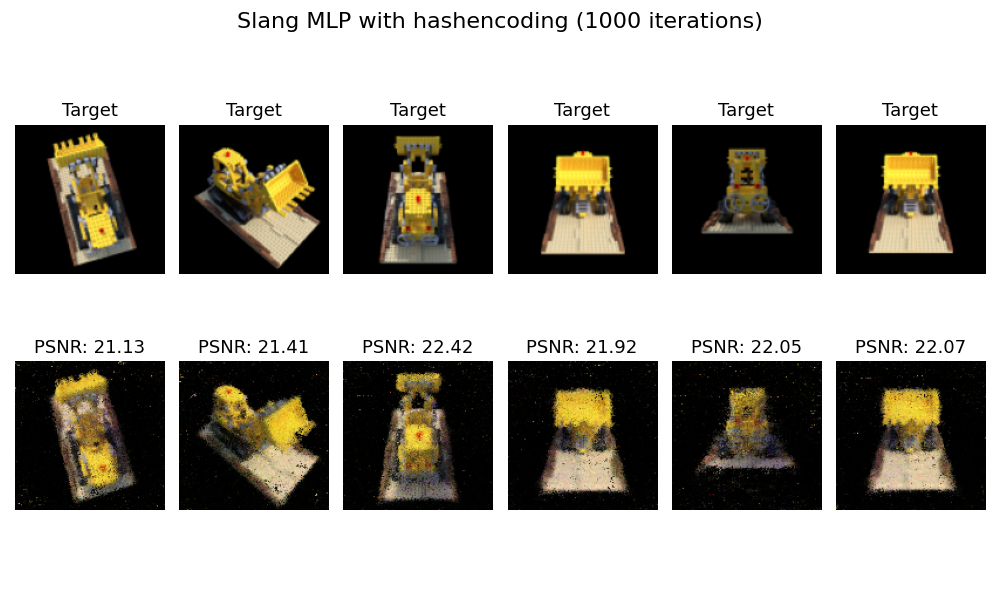 Slang MLP with hashencoding (1000 iterations)
Target Target Target Target Target Target
PSNR: 21.13 PSNR: 21.41 PSNR: 22.42 PSNR: 21.92 PSNR: 22.05 PSNR: 22.07